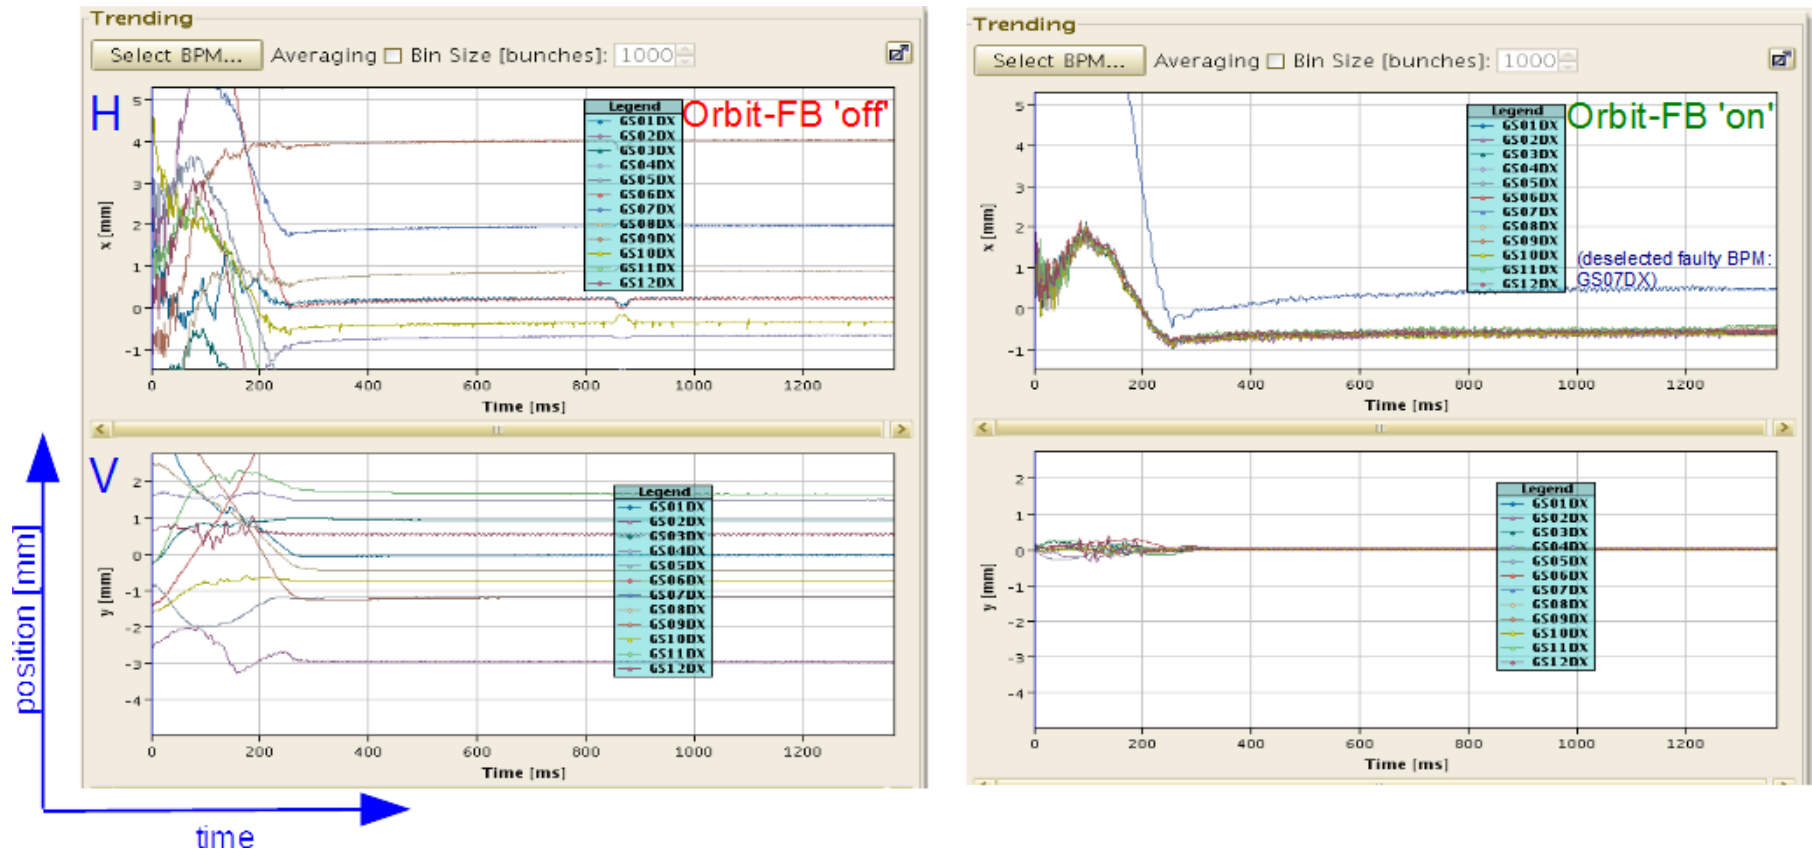 Trending
Select BPM... Averaging Bin Size [bunches]: 1000
H
Orbit-FB 'off'
Legend
GS01DX
GS02DX
GS03DX
GS04DX
GS05DX
GS06DX
GS07DX
GS08DX
GS09DX
GS10DX
GS11DX
GS12DX
5
4
3
2
1
0
-1
x [mm]
0 200 400 600 800 1000 1200
Time [ms]
V
Legend
GS01DX
GS02DX
GS03DX
GS04DX
GS05DX
GS06DX
GS07DX
GS08DX
GS09DX
GS10DX
GS11DX
GS12DX
2
1
0
-1
-2
-3
-4
y [mm]
0 200 400 600 800 1000 1200
Time [ms]
position [mm]
time
Trending
Select BPM... Averaging Bin Size [bunches]: 1000
Orbit-FB 'on'
Legend
GS01DX
GS02DX
GS03DX
GS04DX
GS05DX
GS06DX
GS07DX
GS08DX
GS09DX
GS10DX
GS11DX
GS12DX
(deselected faulty BPM:
GS07DX)
5
4
3
2
1
0
-1
x [mm]
0 200 400 600 800 1000 1200
Time [ms]
Legend
GS01DX
GS02DX
GS03DX
GS04DX
GS05DX
GS06DX
GS07DX
GS08DX
GS09DX
GS10DX
GS11DX
GS12DX
2
1
0
-1
-2
-3
-4
y [mm]
0 200 400 600 800 1000 1200
Time [ms]